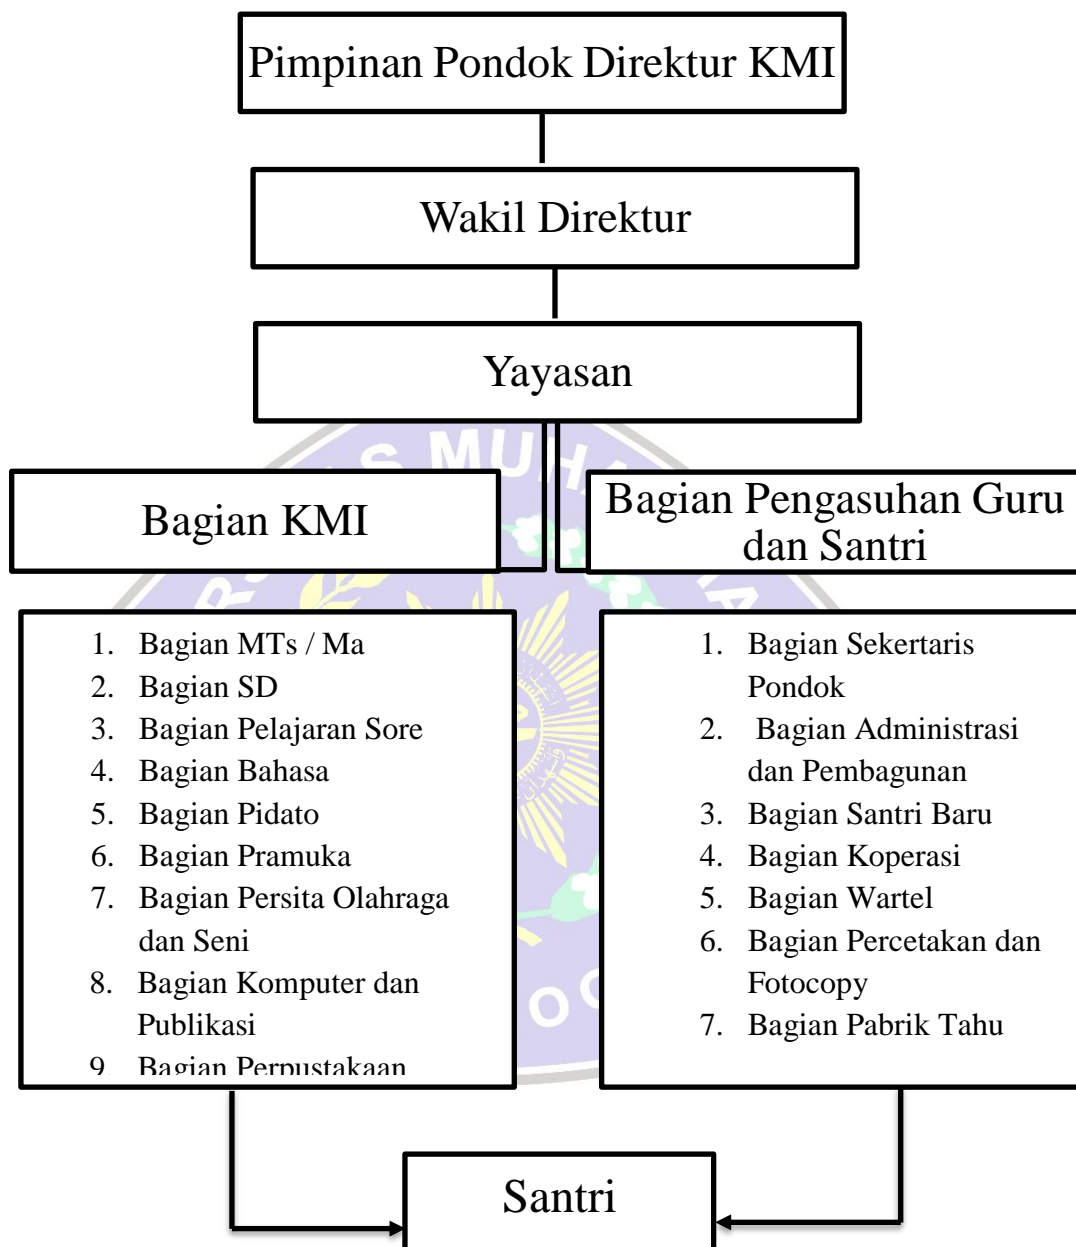 Pimpinan Pondok Direktur KMI
Wakil Direktur
Yayasan
Bagian KMI
Bagian Pengasuhan Guru
dan Santri
1. Bagian MTs / Ma
2. Bagian SD
3. Bagian Pelajaran Sore
4. Bagian Bahasa
5. Bagian Pidato
6. Bagian Pramuka
7. Bagian Persita Olahraga
dan Seni
8. Bagian Komputer dan
Publikasi
9. Bagian Perpustakaan
1. Bagian Sekertaris
Pondok
2. Bagian Administrasi
dan Pembagunan
3. Bagian Santri Baru
4. Bagian Koperasi
5. Bagian Wartel
6. Bagian Percetakan dan
Fotocopy
7. Bagian Pabrik Tahu
Santri